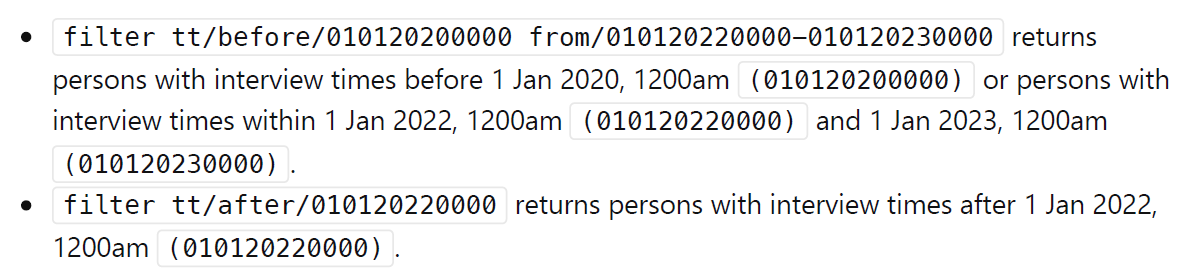 • filter tt/before/010120200000 from/010120220000-010120230000 returns
persons with interview times before 1 Jan 2020, 1200am (010120200000) or persons with
interview times within 1 Jan 2022, 1200am (010120220000) and 1 Jan 2023, 1200am
(010120230000).
• filter tt/after/010120220000 returns persons with interview times after 1 Jan 2022,
1200am (010120220000).